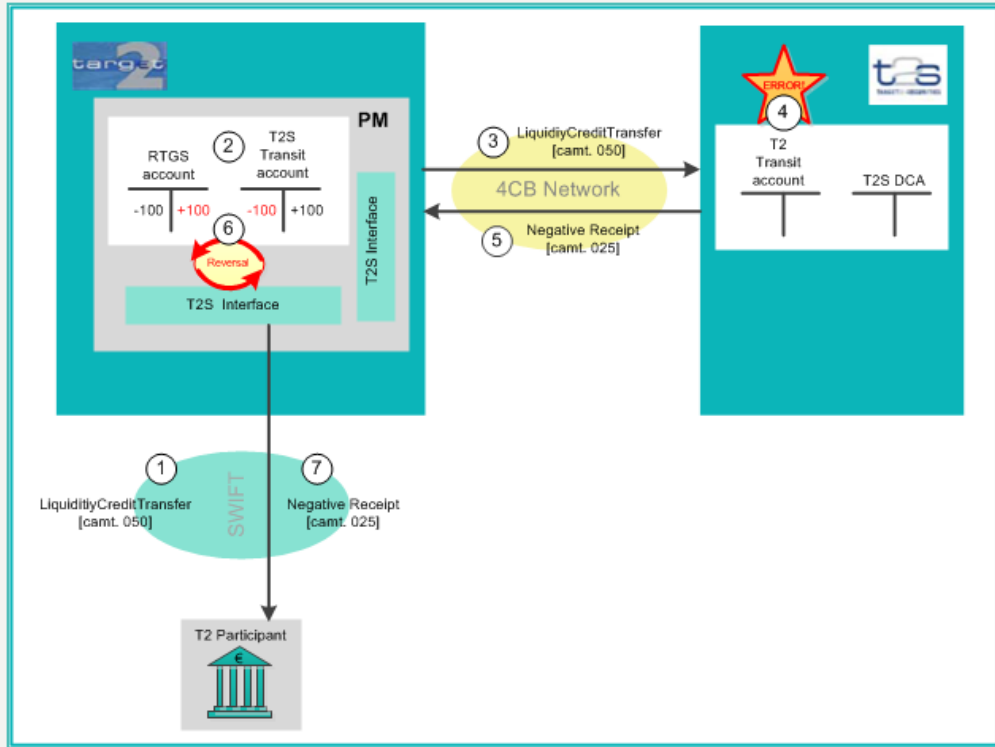 target
2
t2s
ERROR!
4
PM
2
RTGS
account
T2S
Transit
account
-100 +100
-100 +100
6
Reversal
T2S Interface
T2S Interface
3
LiquidiyCreditTransfer
[camt. 050]
4CB Network
5
Negative Receipt
[camt. 025]
T2
Transit
account
T2S DCA
1
LiquiditiyCreditTransfer
[camt. 050]
SWIFT
7
Negative Receipt
[camt. 025]
T2 Participant
€